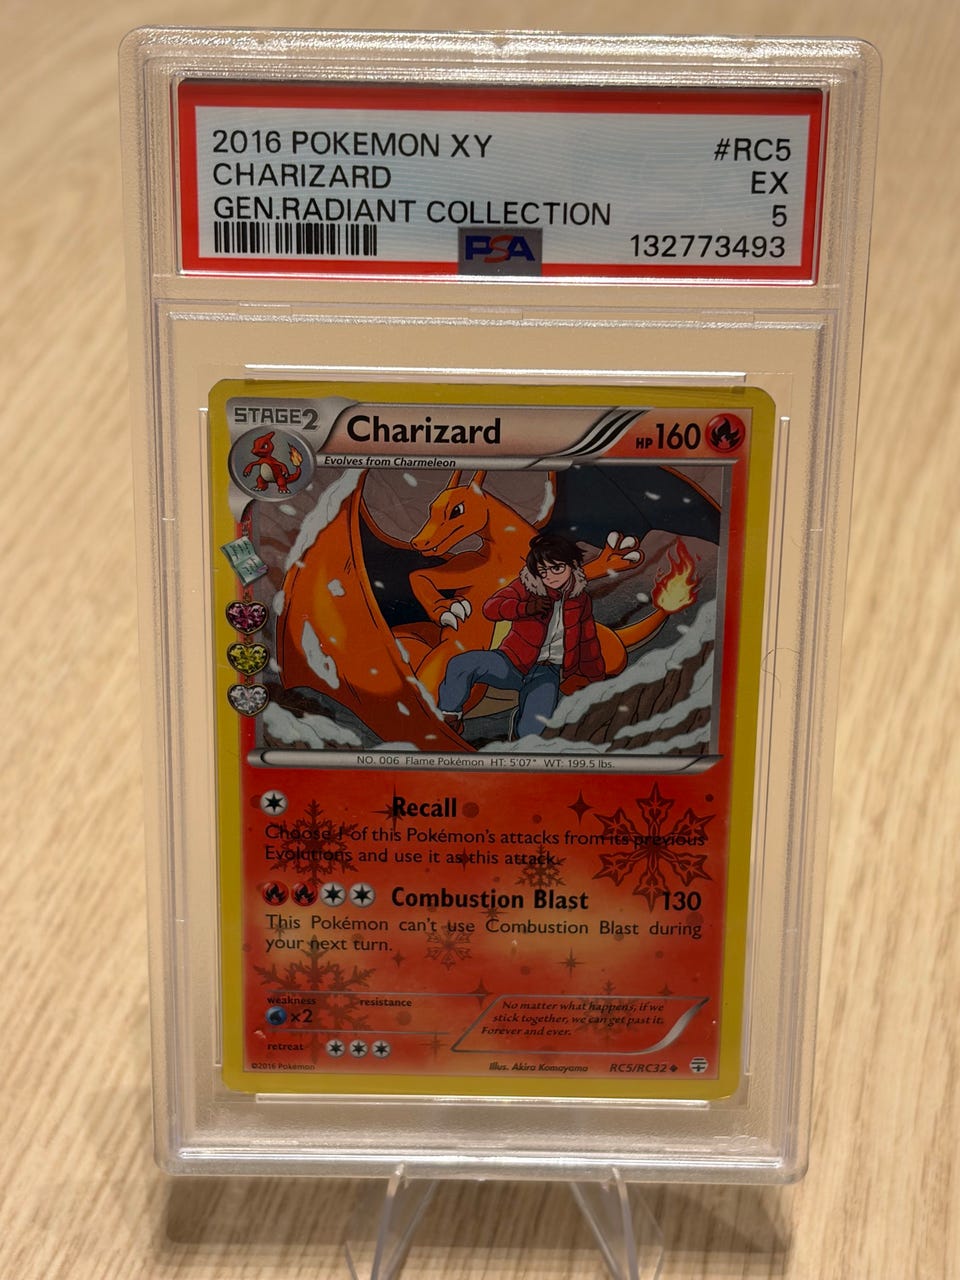 2016 POKEMON XY #RC5
CHARIZARD EX
GEN.RADIANT COLLECTION 5
PSA 132773493
STAGE2 Charizard HP 160
Evolves from Charmeleon
NO. 006 Flame Pokémon HT: 5'07" WT: 199.5 lbs.
Recall
Choose 1 of this Pokémon's attacks from its previous
Evolutions and use it as this attack.
Combustion Blast 130
This Pokémon can't use Combustion Blast during
your next turn.
weakness resistance
x2
No matter what happens, if we
stick together, we can get past it.
Forever and ever.
retreat
©2016 Pokémon Illus. Akira Komayama RC5/RC32